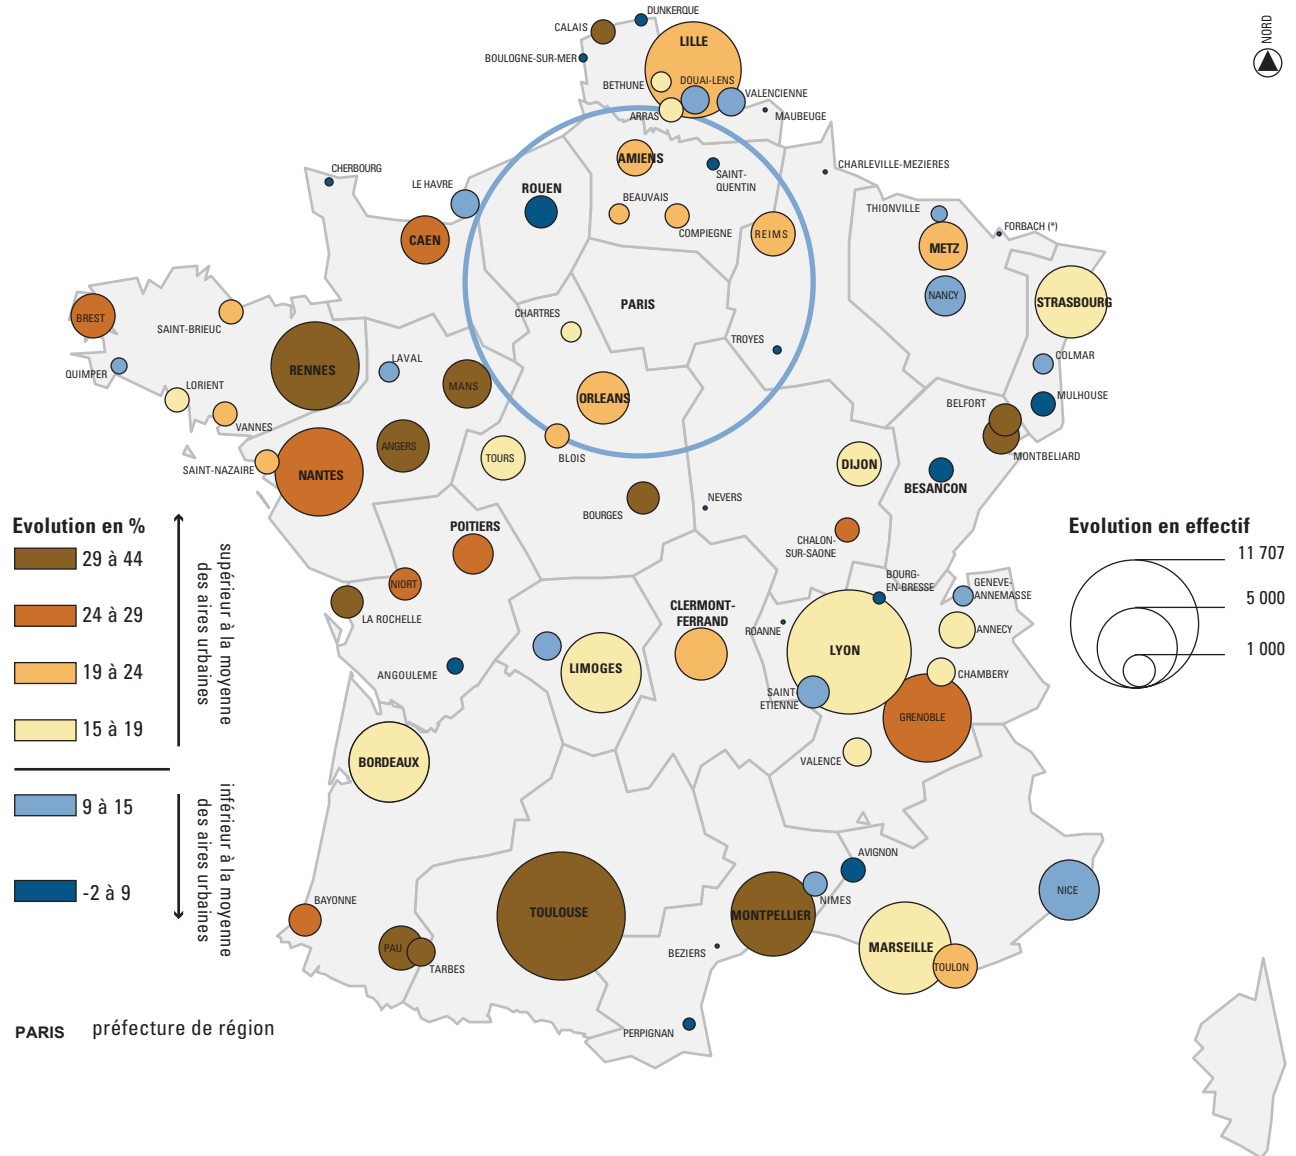 DUNKERQUE
CALAIS
LILLE
NORD
BOULOGNE-SUR-MER
BETHUNE
DOUAI-LENS
VALENCIENNE
ARRAS
MAUBEUGE
AMIENS
CHERBOURG
SAINT-
QUENTIN
CHARLEVILLE-MEZIERES
LE HAVRE
ROUEN
BEAUVAIS
THIONVILLE
COMPIEGNE
REIMS
FORBACH (*)
CAEN
METZ
NANCY
STRASBOURG
PARIS
BREST
SAINT-BRIEUC
CHARTRES
TROYES
COLMAR
QUIMPER
RENNES
LAVAL
MANS
LORIENT
ORLEANS
BELFORT
MULHOUSE
VANNES
ANGERS
TOURS
BLOIS
DIJON
MONTBELIARD
SAINT-NAZAIRE
NANTES
BESANCON
NEVERS
BOURGES
POITIERS
CHALON-
SUR-SAONE
NIORT
LA ROCHELLE
BOURG-
EN-BRESSE
GENEVE-
ANNEMASSE
CLERMONT-
FERRAND
ROANNE
ANNECY
LYON
ANGOULEME
LIMOGES
CHAMBERY
SAINT-
ETIENNE
GRENOBLE
BORDEAUX
VALENCE
AVIGNON
NIMES
NICE
BAYONNE
TOULOUSE
MONTPELLIER
PAU
TARBES
BEZIERS
MARSEILLE
TOULON
PERPIGNAN
Evolution en %
29 à 44
24 à 29
19 à 24
15 à 19
9 à 15
-2 à 9
supérieur à la moyenne
des aires urbaines
inférieur à la moyenne
des aires urbaines
Evolution en effectif
11 707
5 000
1 000
PARIS préfecture de région